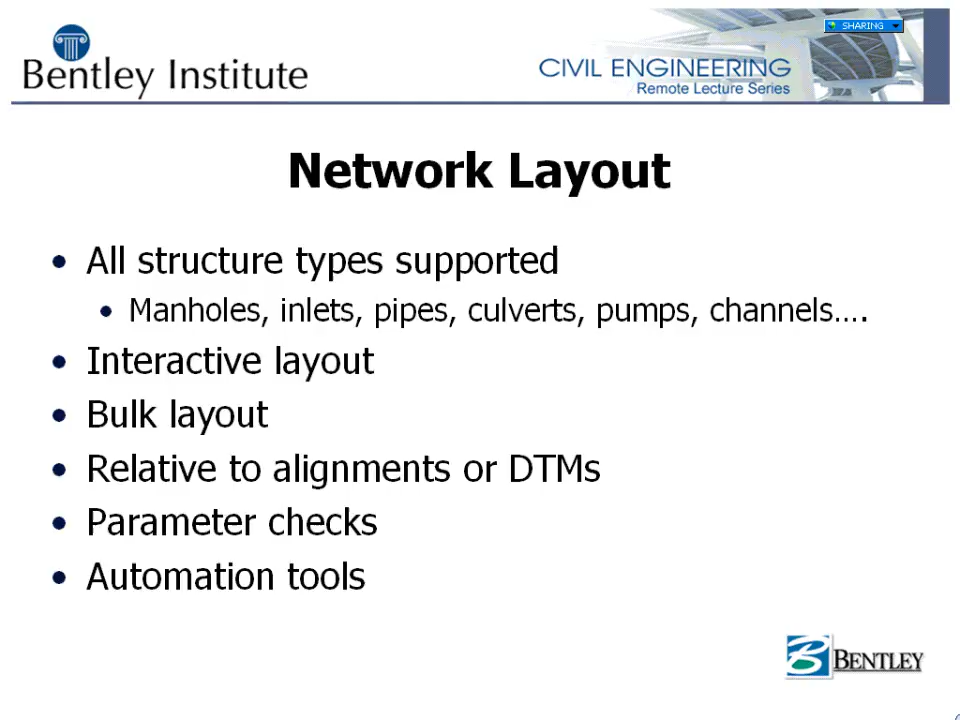 SHARING
Bentley Institute
CIVIL ENGINEERING
Remote Lecture Series
Network Layout
• All structure types supported
• Manholes, inlets, pipes, culverts, pumps, channels….
• Interactive layout
• Bulk layout
• Relative to alignments or DTMs
• Parameter checks
• Automation tools
BENTLEY